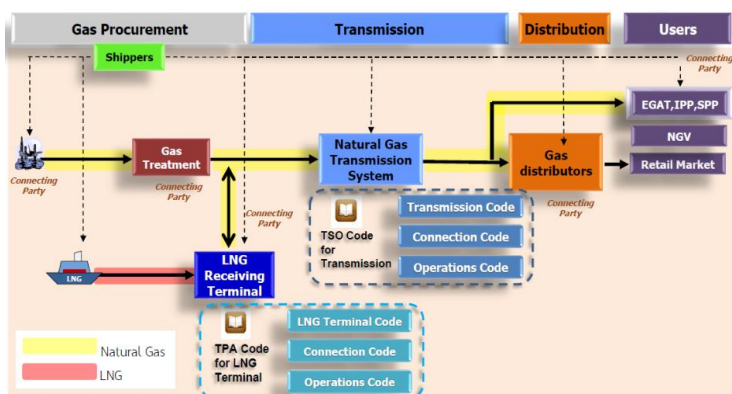 Gas Procurement
Transmission
Distribution
Users
Shippers
Connecting
Party
EGAT,IPP,SPP
Gas
Treatment
Natural Gas
Transmission
System
Gas
distributors
NGV
Retail Market
Connecting
Party
Connecting
Party
Connecting
Party
Connecting
Party
TSO Code
for
Transmission
Transmission Code
Connection Code
Operations Code
LNG
LNG
Receiving
Terminal
TPA Code
for LNG
Terminal
LNG Terminal Code
Connection Code
Operations Code
Natural Gas
LNG